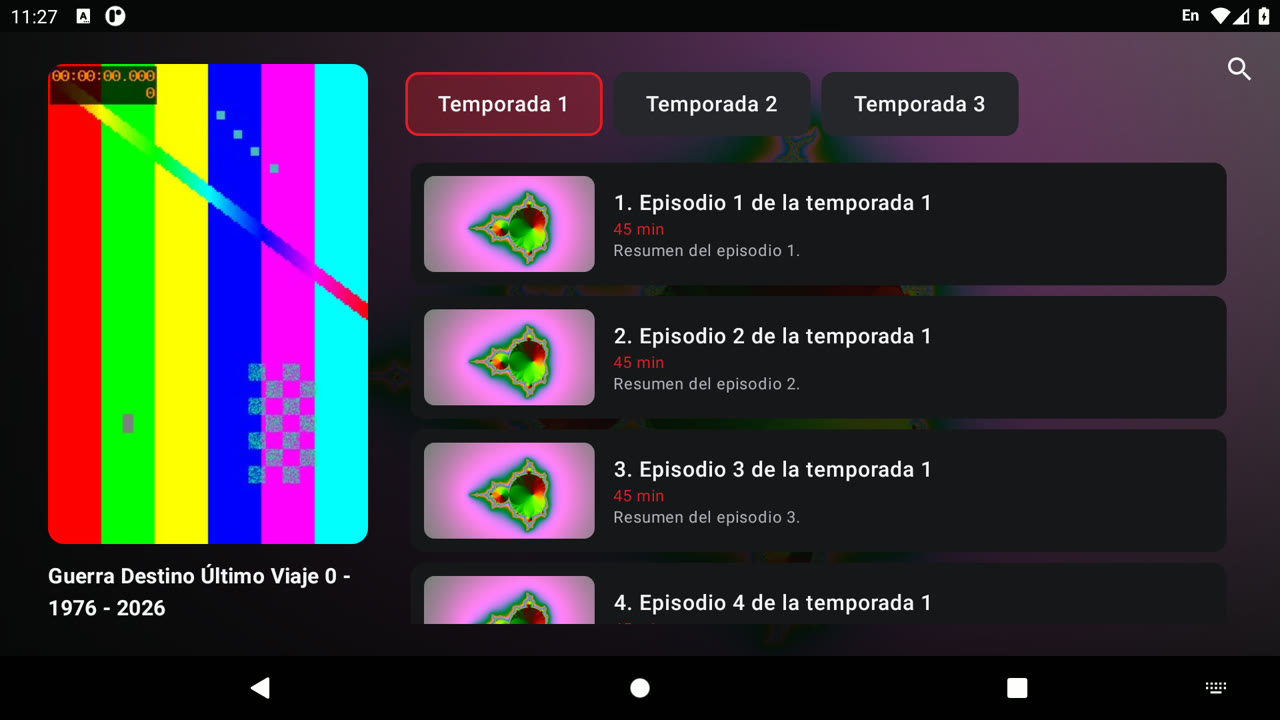 11:27
En
00:00:00.000
0
Guerra Destino Último Viaje 0 -
1976 - 2026
Temporada 1
Temporada 2
Temporada 3
1. Episodio 1 de la temporada 1
45 min
Resumen del episodio 1.
2. Episodio 2 de la temporada 1
45 min
Resumen del episodio 2.
3. Episodio 3 de la temporada 1
45 min
Resumen del episodio 3.
4. Episodio 4 de la temporada 1